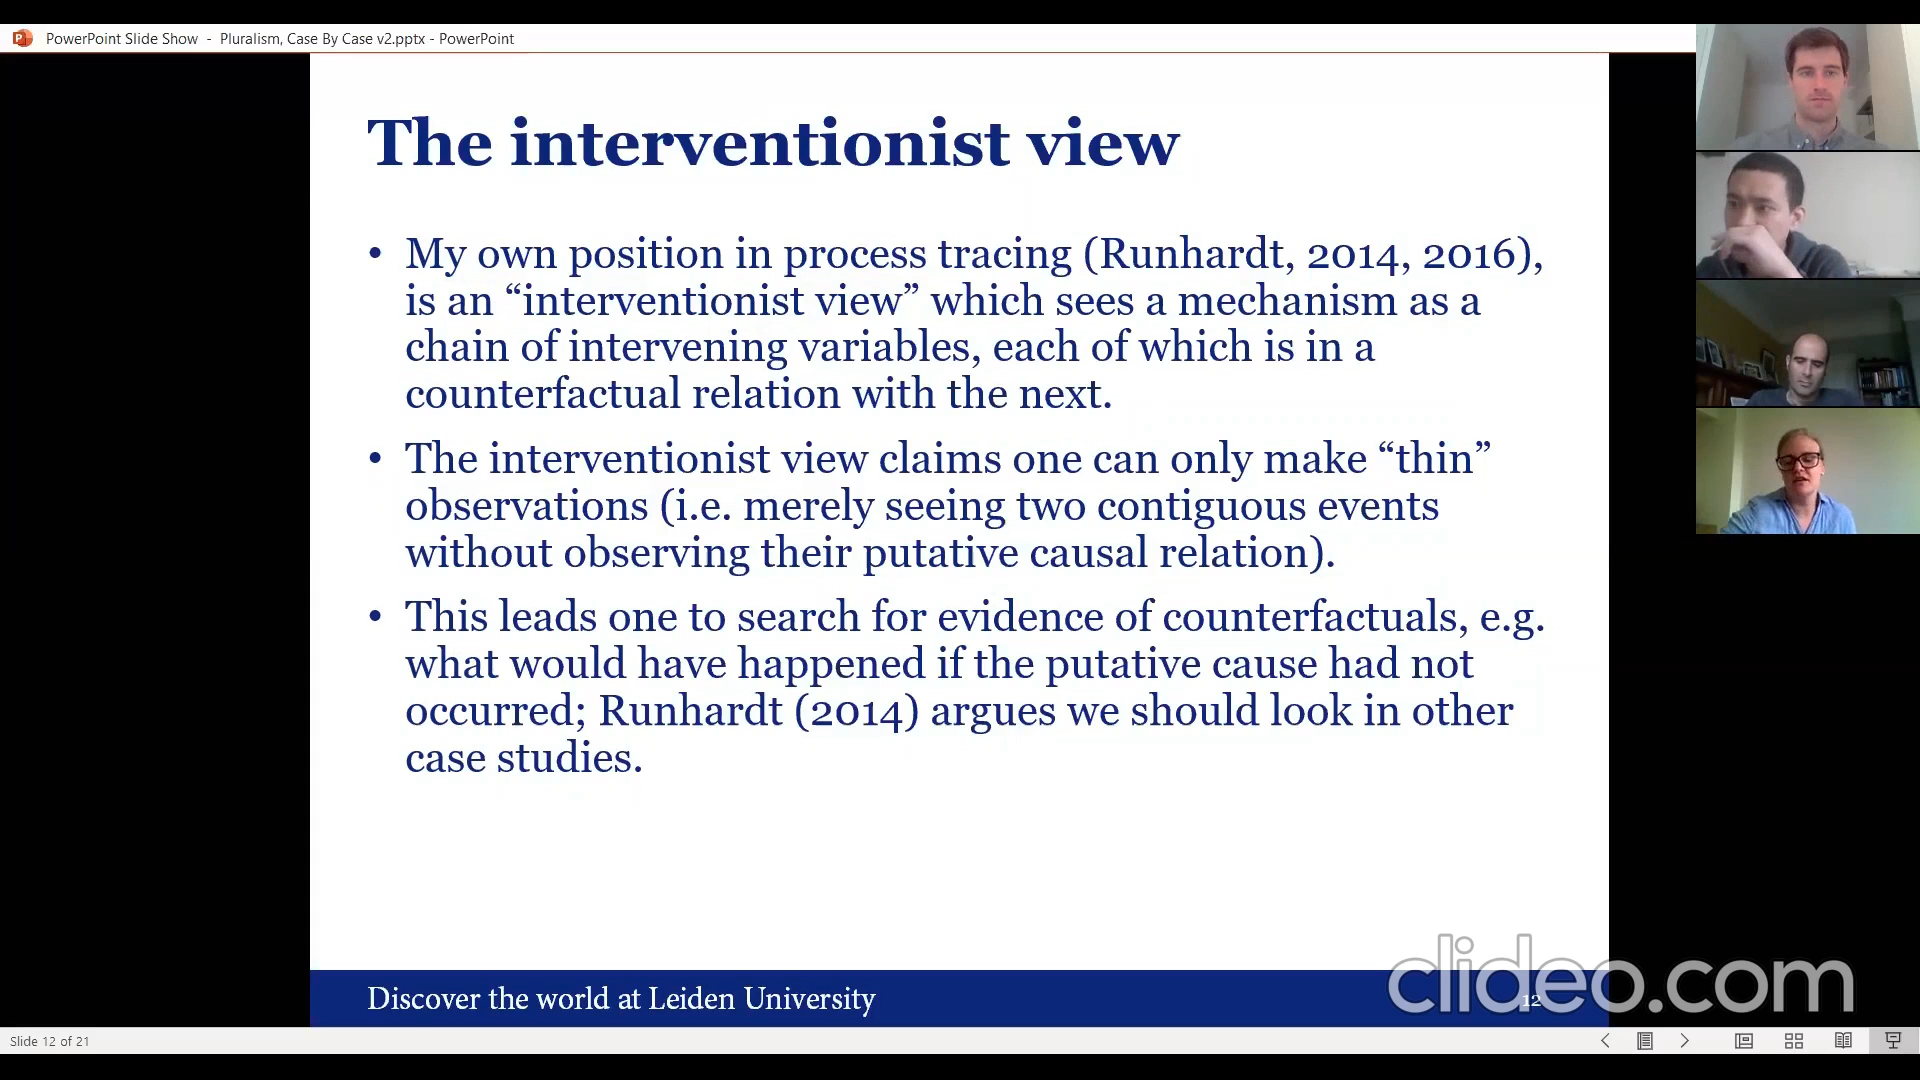 PowerPoint Slide Show - Pluralism, Case By Case v2.pptx - PowerPoint
The interventionist view
• My own position in process tracing (Runhardt, 2014, 2016),
is an “interventionist view” which sees a mechanism as a
chain of intervening variables, each of which is in a
counterfactual relation with the next.
• The interventionist view claims one can only make “thin”
observations (i.e. merely seeing two contiguous events
without observing their putative causal relation).
• This leads one to search for evidence of counterfactuals, e.g.
what would have happened if the putative cause had not
occurred; Runhardt (2014) argues we should look in other
case studies.
Discover the world at Leiden University
12
clideo.com
Slide 12 of 21